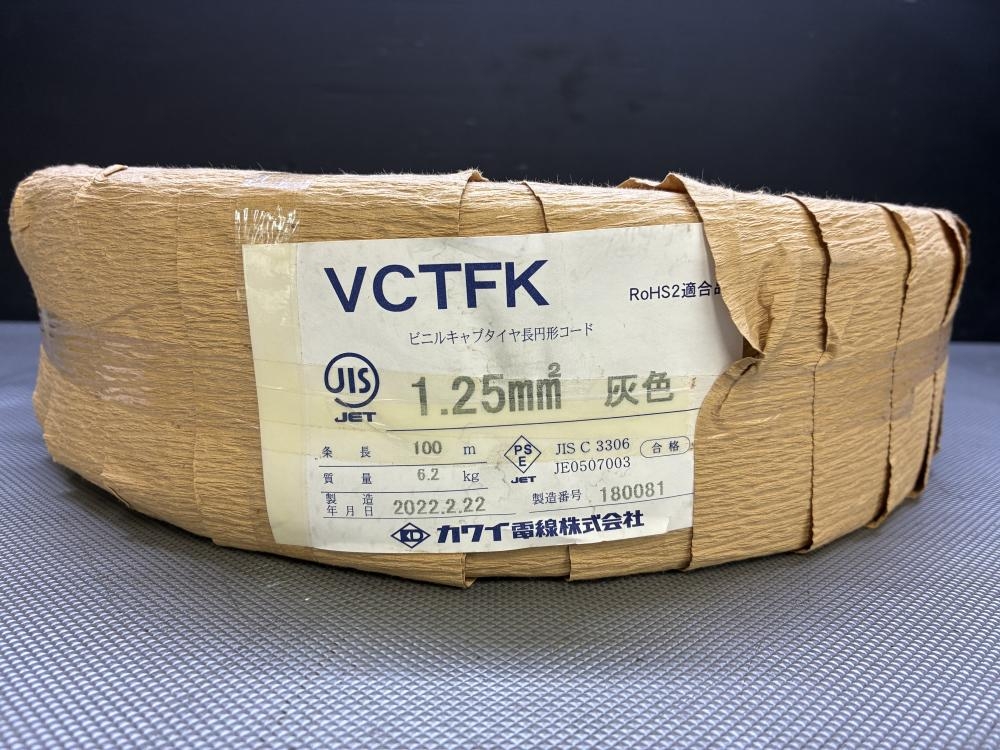 VCTFK
RoHS2適合
ビニルキャブタイヤ長円形コード
JIS
JET
1.25mm² 灰色
条長 100 m
質量 6.2 kg
製造年月日 2022.2.22
PSE
JET
JIS C 3306 合格
JE0507003
製造番号 180081
KD カワイ電線株式会社